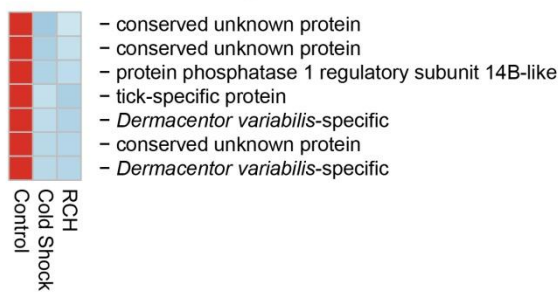 – conserved unknown protein
– conserved unknown protein
– protein phosphatase 1 regulatory subunit 14B-like
– tick-specific protein
– Dermacentor variabilis-specific
– conserved unknown protein
– Dermacentor variabilis-specific
Control
Cold Shock
RCH